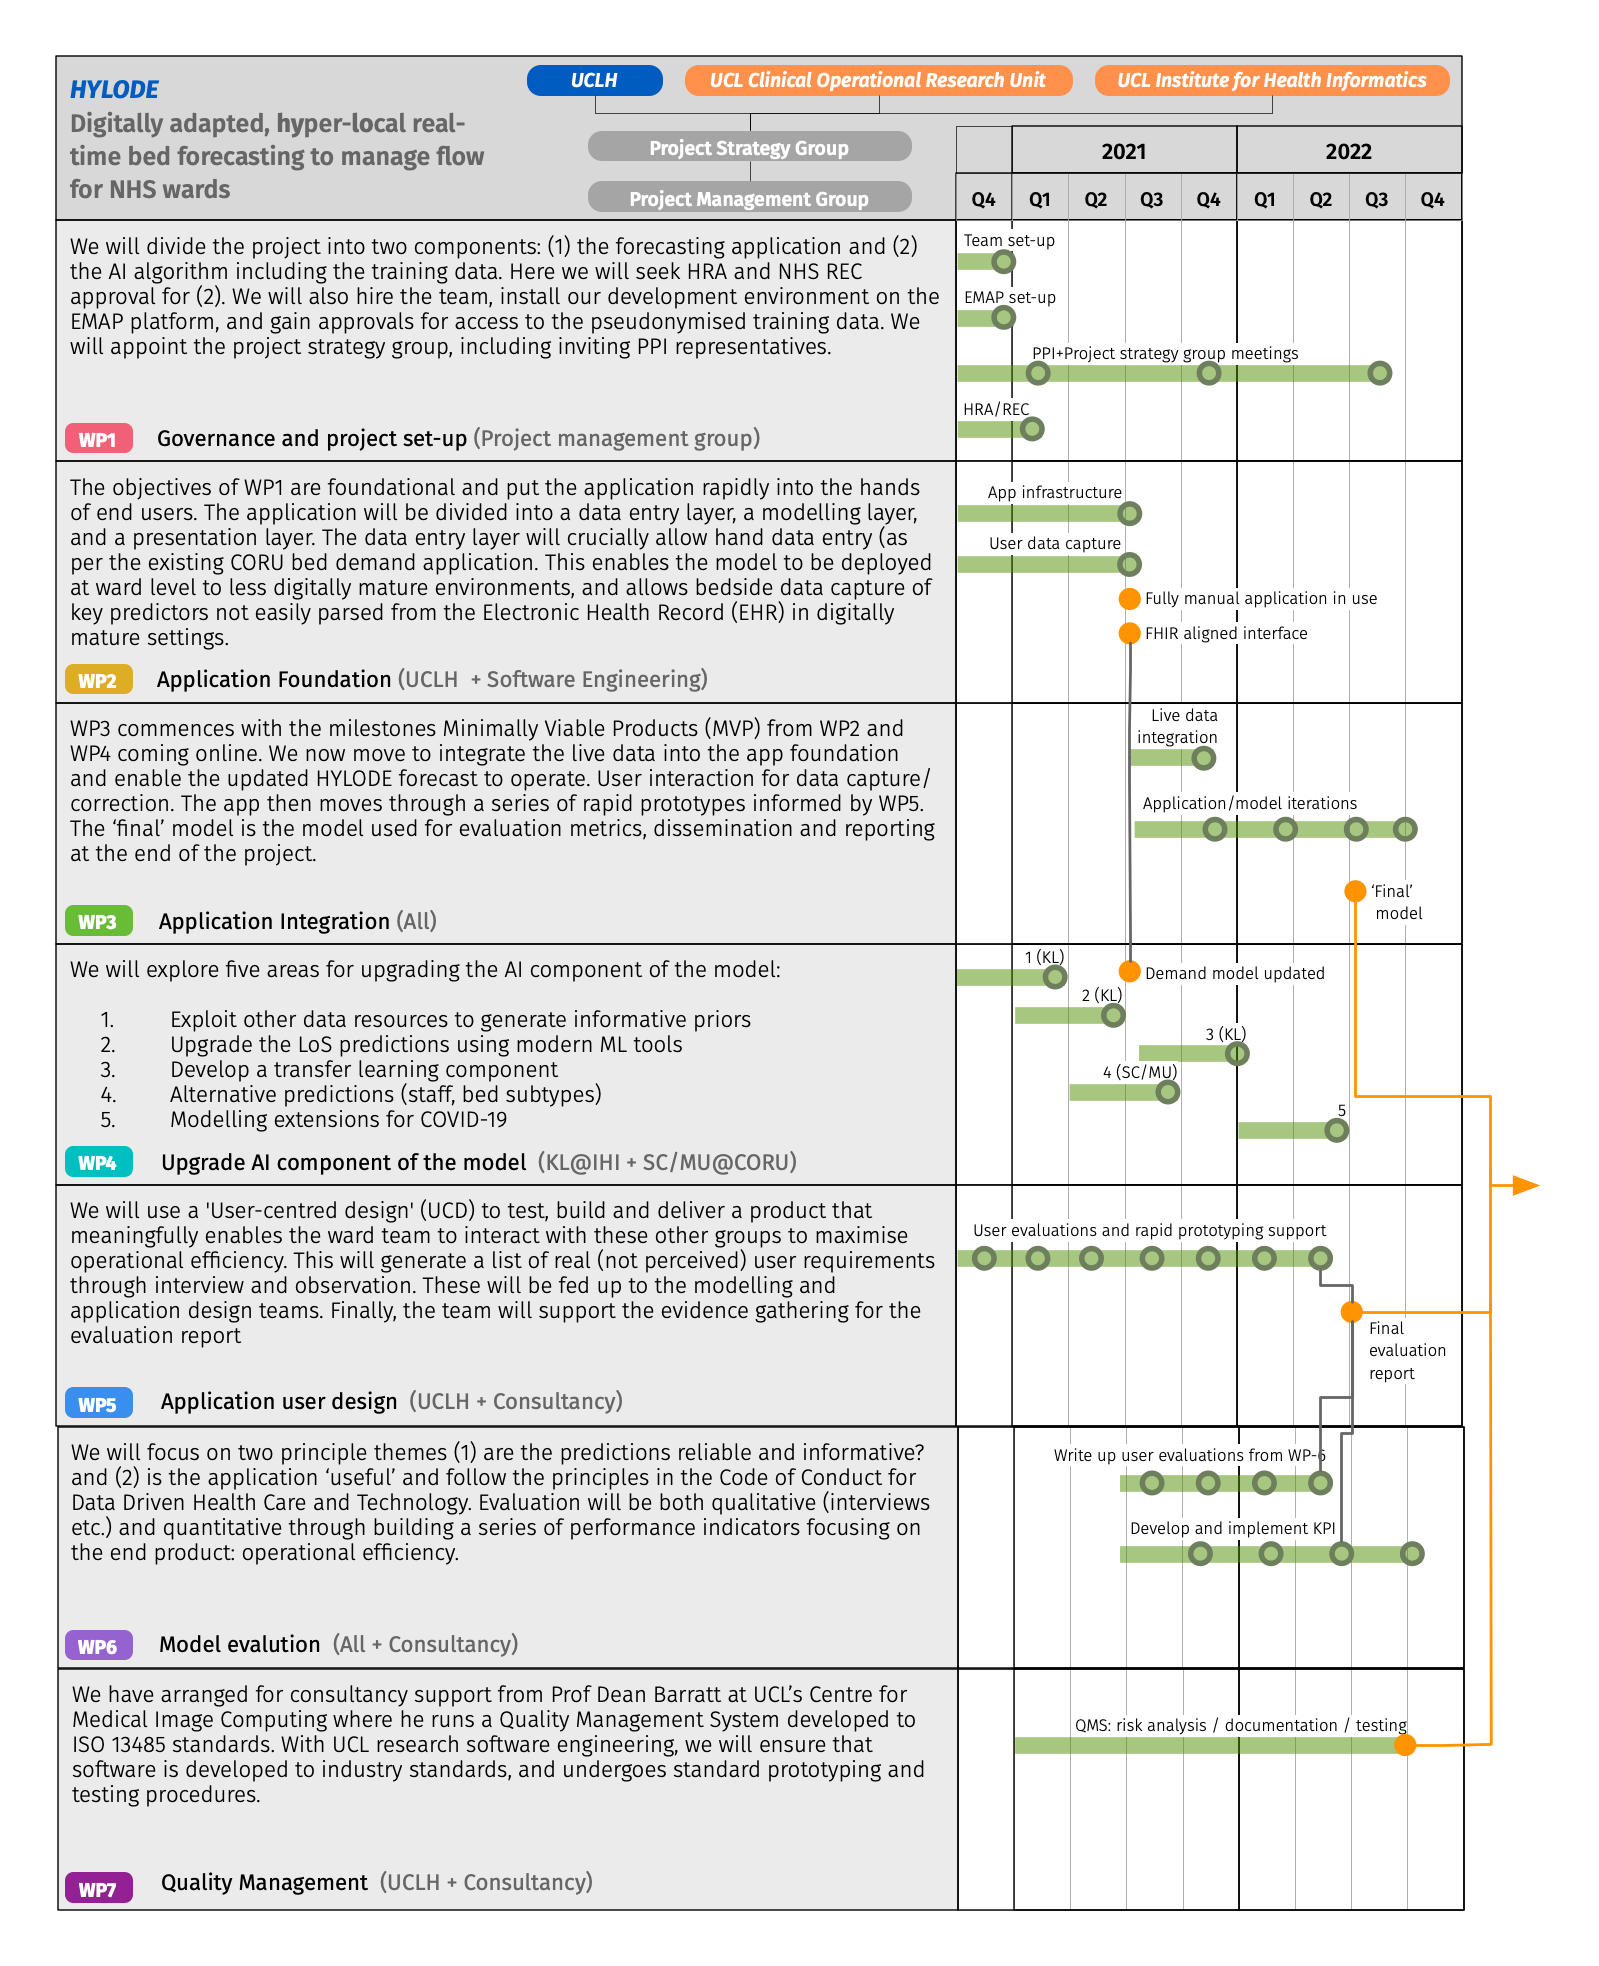 HYLODE
Digitally adapted, hyper-local real-
time bed forecasting to manage flow
for NHS wards
UCLH
UCL Clinical Operational Research Unit
UCL Institute for Health Informatics
Project Strategy Group
Project Management Group
2021
2022
Q4 Q1 Q2 Q3 Q4 Q1 Q2 Q3 Q4
We will divide the project into two components: (1) the forecasting application and (2)
the AI algorithm including the training data. Here we will seek HRA and NHS REC
approval for (2). We will also hire the team, install our development environment on the
EMAP platform, and gain approvals for access to the pseudonymised training data. We
will appoint the project strategy group, including inviting PPI representatives.
WP1 Governance and project set-up (Project management group)
Team set-up
EMAP set-up
PPI+Project strategy group meetings
HRA/REC
The objectives of WP1 are foundational and put the application rapidly into the hands
of end users. The application will be divided into a data entry layer, a modelling layer,
and a presentation layer. The data entry layer will crucially allow hand data entry (as
per the existing CORU bed demand application. This enables the model to be deployed
at ward level to less digitally mature environments, and allows bedside data capture of
key predictors not easily parsed from the Electronic Health Record (EHR) in digitally
mature settings.
WP2 Application Foundation (UCLH + Software Engineering)
App infrastructure
User data capture
Fully manual application in use
FHIR aligned interface
WP3 commences with the milestones Minimally Viable Products (MVP) from WP2 and
WP4 coming online. We now move to integrate the live data into the app foundation
and enable the updated HYLODE forecast to operate. User interaction for data capture/
correction. The app then moves through a series of rapid prototypes informed by WP5.
The ‘final’ model is the model used for evaluation metrics, dissemination and reporting
at the end of the project.
WP3 Application Integration (All)
Live data
integration
Application/model iterations
‘Final’
model
We will explore five areas for upgrading the AI component of the model:
1. Exploit other data resources to generate informative priors
2. Upgrade the LoS predictions using modern ML tools
3. Develop a transfer learning component
4. Alternative predictions (staff, bed subtypes)
5. Modelling extensions for COVID-19
WP4 Upgrade AI component of the model (KL@IHI + SC/MU@CORU)
1 (KL)
Demand model updated
2 (KL)
3 (KL)
4 (SC/MU)
5
We will use a 'User-centred design' (UCD) to test, build and deliver a product that
meaningfully enables the ward team to interact with these other groups to maximise
operational efficiency. This will generate a list of real (not perceived) user requirements
through interview and observation. These will be fed up to the modelling and
application design teams. Finally, the team will support the evidence gathering for the
evaluation report
WP5 Application user design (UCLH + Consultancy)
User evaluations and rapid prototyping support
Final
evaluation
report
We will focus on two principle themes (1) are the predictions reliable and informative?
and (2) is the application ‘useful’ and follow the principles in the Code of Conduct for
Data Driven Health Care and Technology. Evaluation will be both qualitative (interviews
etc.) and quantitative through building a series of performance indicators focusing on
the end product: operational efficiency.
WP6 Model evalution (All + Consultancy)
Write up user evaluations from WP-6
Develop and implement KPI
We have arranged for consultancy support from Prof Dean Barratt at UCL’s Centre for
Medical Image Computing where he runs a Quality Management System developed to
ISO 13485 standards. With UCL research software engineering, we will ensure that
software is developed to industry standards, and undergoes standard prototyping and
testing procedures.
WP7 Quality Management (UCLH + Consultancy)
QMS: risk analysis / documentation / testing